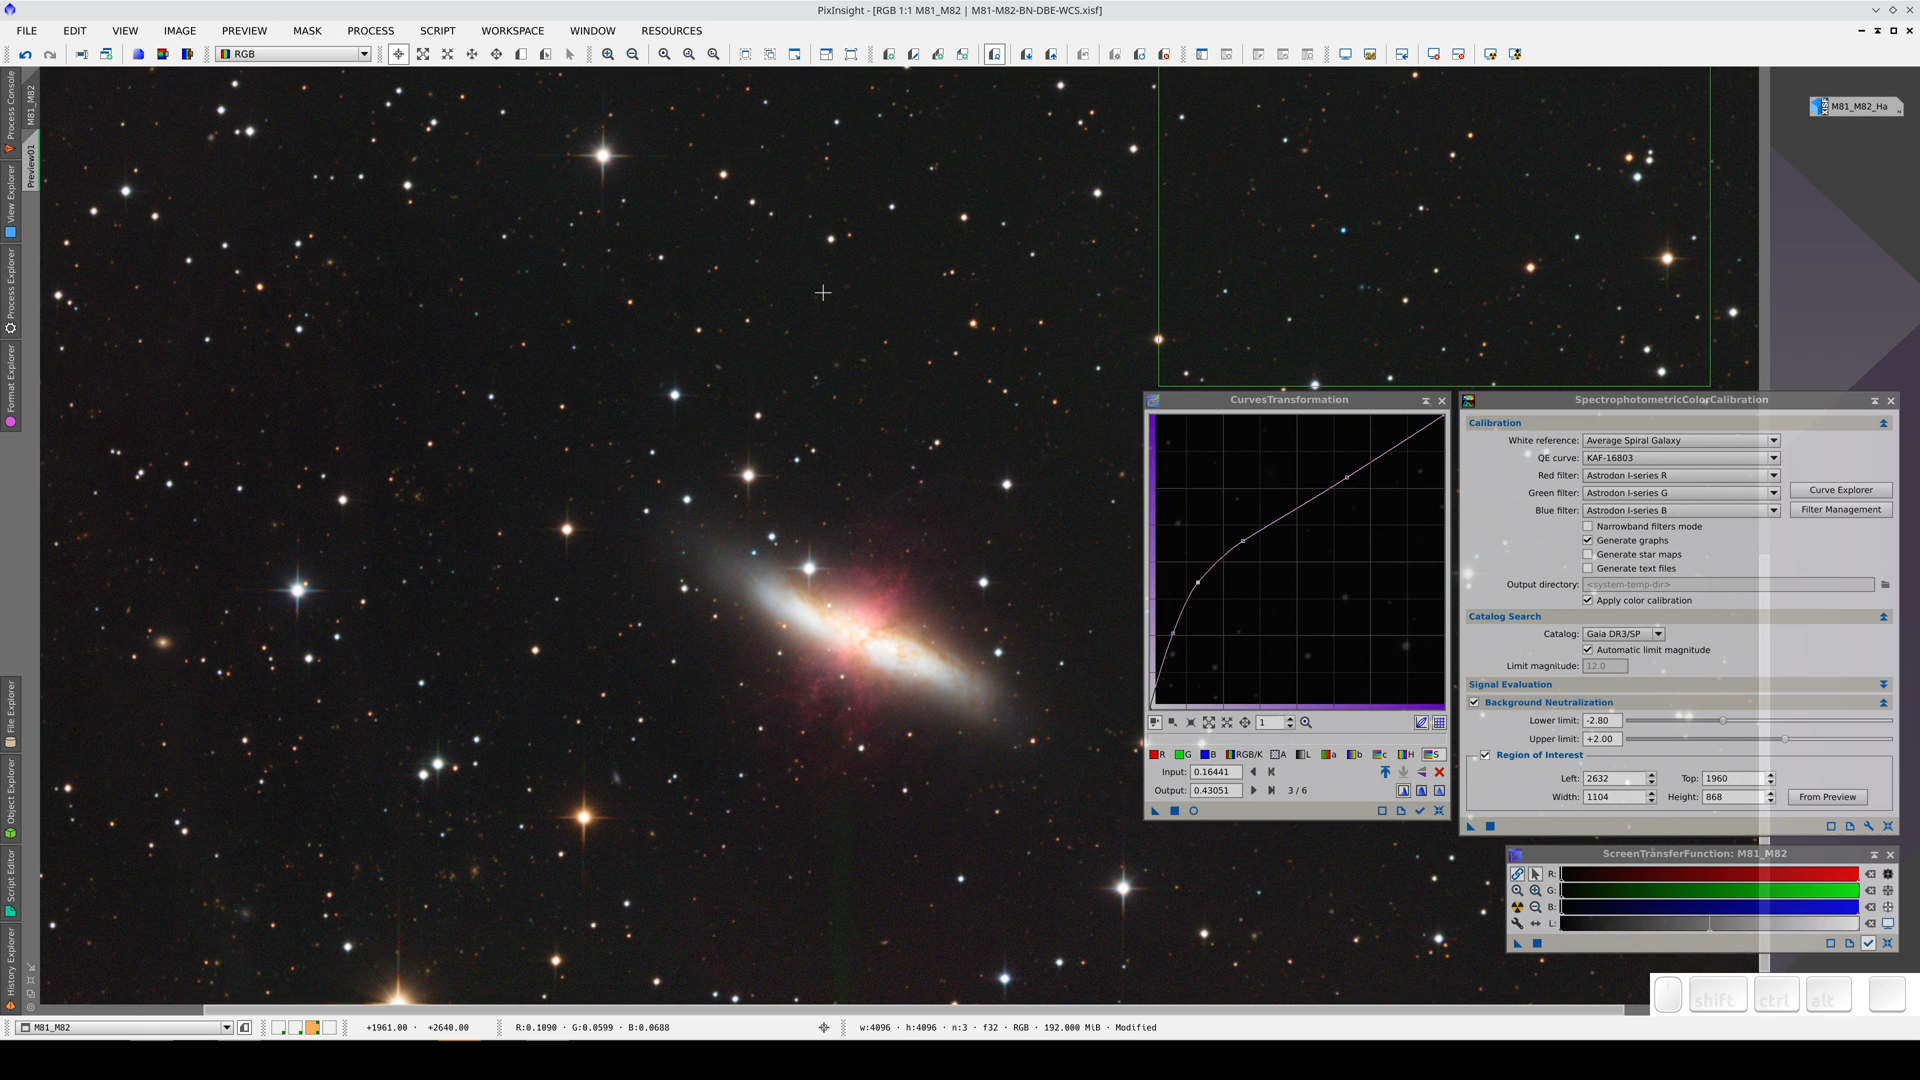 PixInsight - [RGB 1:1 M81_M82 | M81-M82-BN-DBE-WCS.xisf]
FILE EDIT VIEW IMAGE PREVIEW MASK PROCESS SCRIPT WORKSPACE WINDOW RESOURCES
RGB
Process Console
View Explorer
Process Explorer
Format Explorer
File Explorer
Object Explorer
Script Editor
History Explorer
M81_M82
Preview01
M81_M82_Ha
CurvesTransformation
1
R G B RGB/K A L a b c H S
Input: 0.16441
Output: 0.43051 3 / 6
SpectrophotometricColorCalibration
Calibration
White reference: Average Spiral Galaxy
QE curve: KAF-16803
Red filter: Astrodon I-series R
Green filter: Astrodon I-series G
Curve Explorer
Blue filter: Astrodon I-series B
Filter Management
Narrowband filters mode
Generate graphs
Generate star maps
Generate text files
Output directory: <system-temp-dir>
Apply color calibration
Catalog Search
Catalog: Gaia DR3/SP
Automatic limit magnitude
Limit magnitude: 12.0
Signal Evaluation
Background Neutralization
Lower limit: -2.80
Upper limit: +2.00
Region of Interest
Left: 2632 Top: 1960
Width: 1104 Height: 868 From Preview
ScreenTransferFunction: M81_M82
R:
G:
B:
L:
shift ctrl alt
M81_M82 +1961.00 · +2640.00 R:0.1090 · G:0.0599 · B:0.0688 w:4096 · h:4096 · n:3 · f32 · RGB · 192.000 MiB · Modified